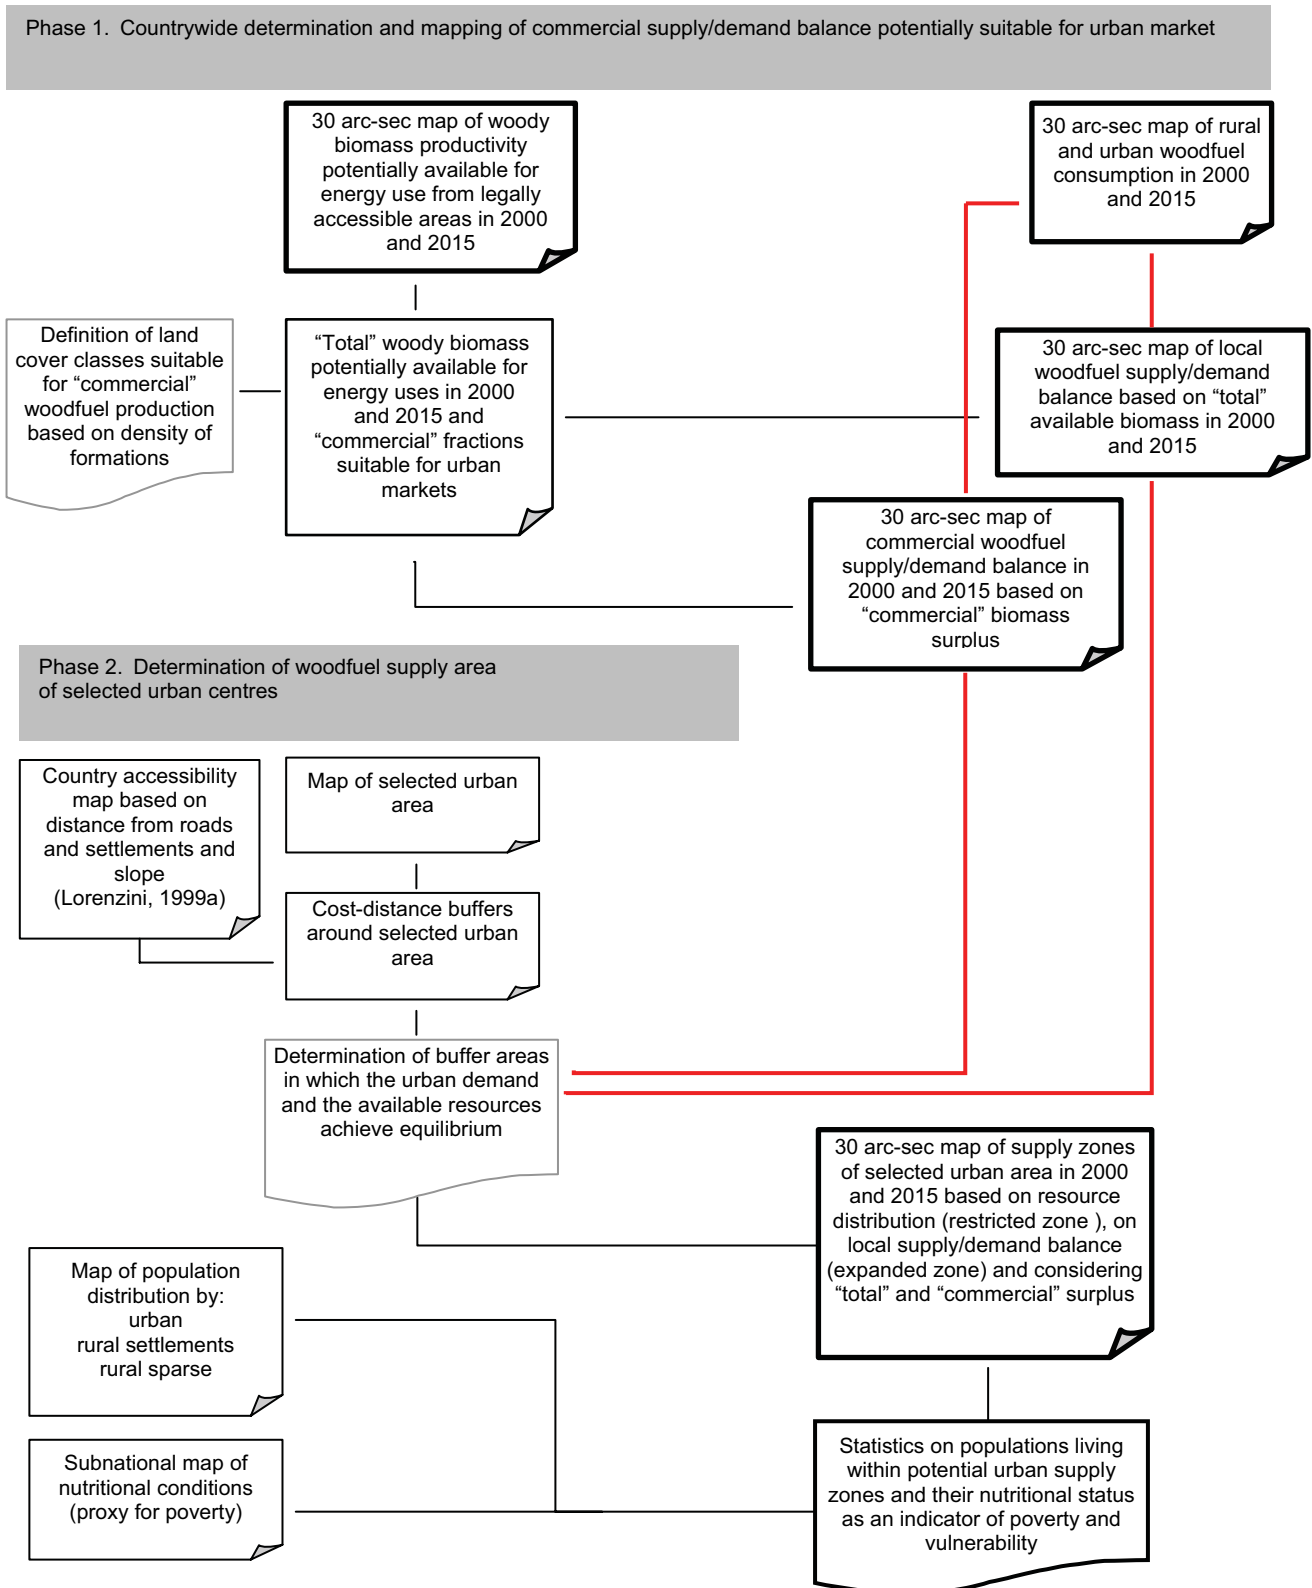 Phase 1. Countrywide determination and mapping of commercial supply/demand balance potentially suitable for urban market
30 arc-sec map of woody
biomass productivity
potentially available for
energy use from legally
accessible areas in 2000
and 2015
30 arc-sec map of rural
and urban woodfuel
consumption in 2000
and 2015
Definition of land
cover classes suitable
for “commercial”
woodfuel production
based on density of
formations
“Total” woody biomass
potentially available for
energy uses in 2000
and 2015 and
“commercial” fractions
suitable for urban
markets
30 arc-sec map of local
woodfuel supply/demand
balance based on “total”
available biomass in 2000
and 2015
30 arc-sec map of
commercial woodfuel
supply/demand balance in
2000 and 2015 based on
“commercial” biomass
surplus
Phase 2. Determination of woodfuel supply area
of selected urban centres
Country accessibility
map based on
distance from roads
and settlements and
slope
(Lorenzini, 1999a)
Map of selected urban
area
Cost-distance buffers
around selected urban
area
Determination of buffer areas
in which the urban demand
and the available resources
achieve equilibrium
30 arc-sec map of supply zones
of selected urban area in 2000
and 2015 based on resource
distribution (restricted zone ), on
local supply/demand balance
(expanded zone) and considering
“total” and “commercial” surplus
Map of population
distribution by:
urban
rural settlements
rural sparse
Subnational map of
nutritional conditions
(proxy for poverty)
Statistics on populations living
within potential urban supply
zones and their nutritional status
as an indicator of poverty and
vulnerability